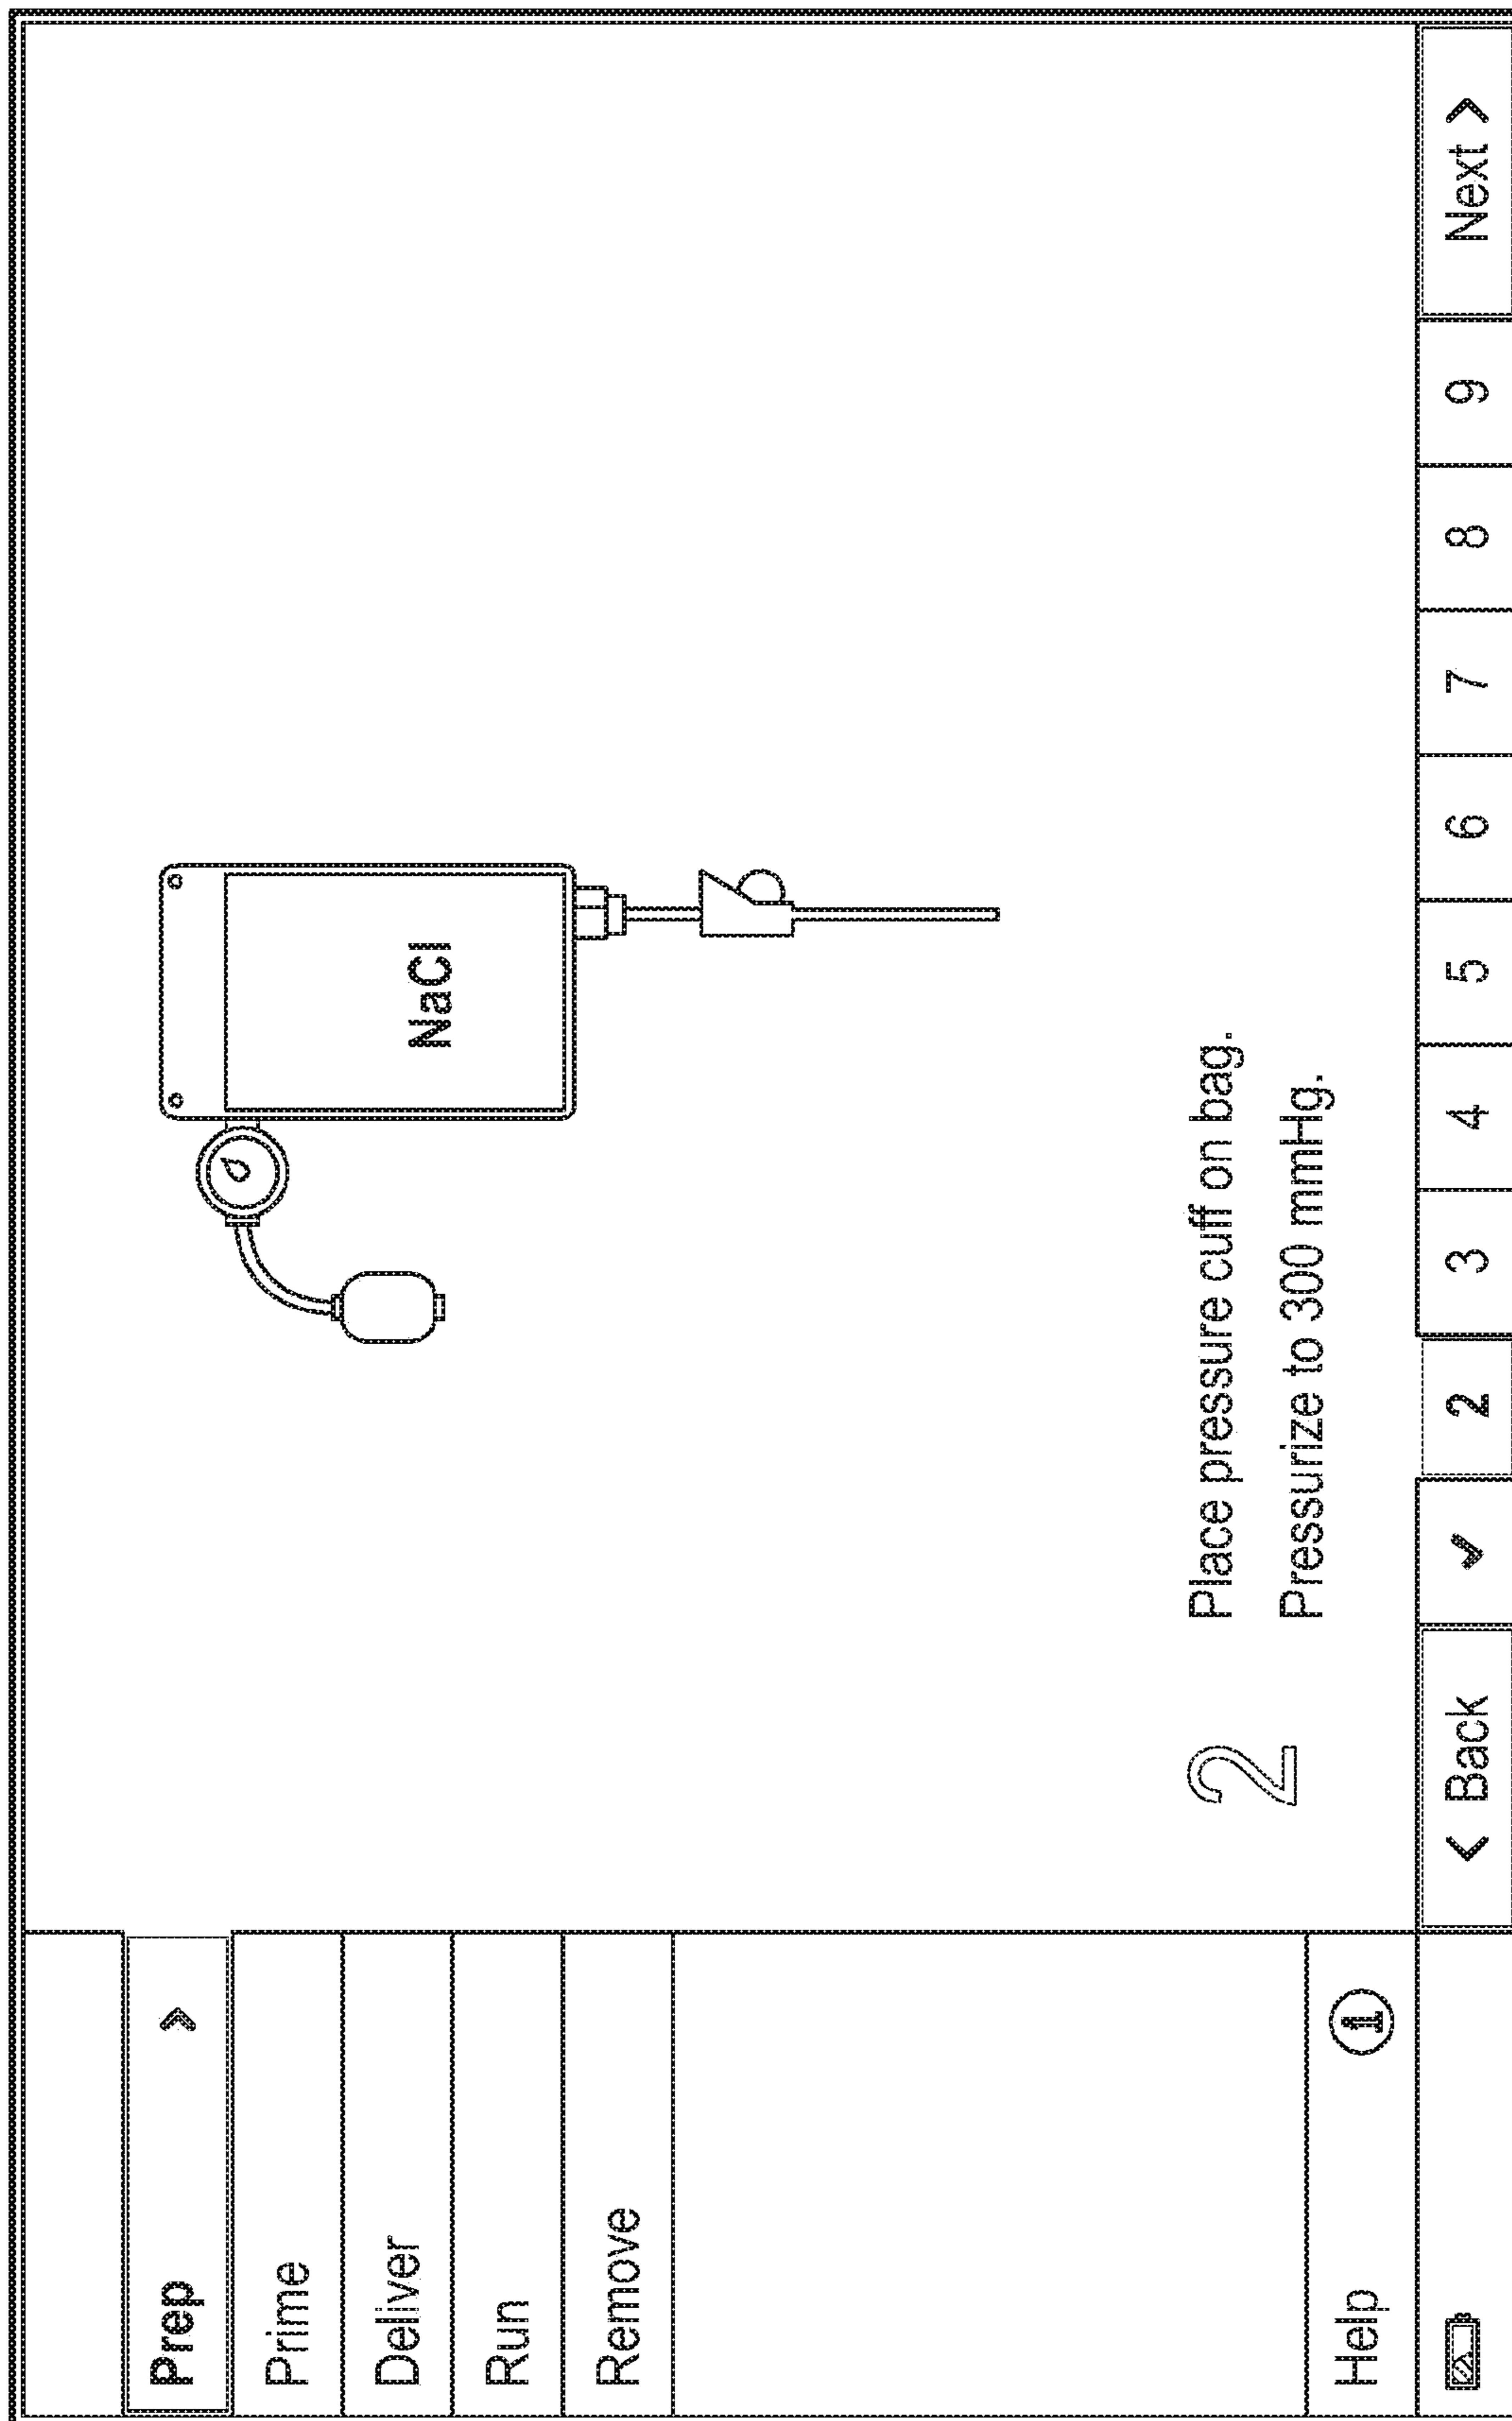 Prep >
Prime
Deliver
Run
Remove
Help i
NaCl
2
Place pressure cuff on bag.
Pressurize to 300 mmHg.
< Back ✓ 2 3 4 5 6 7 8 9 Next >